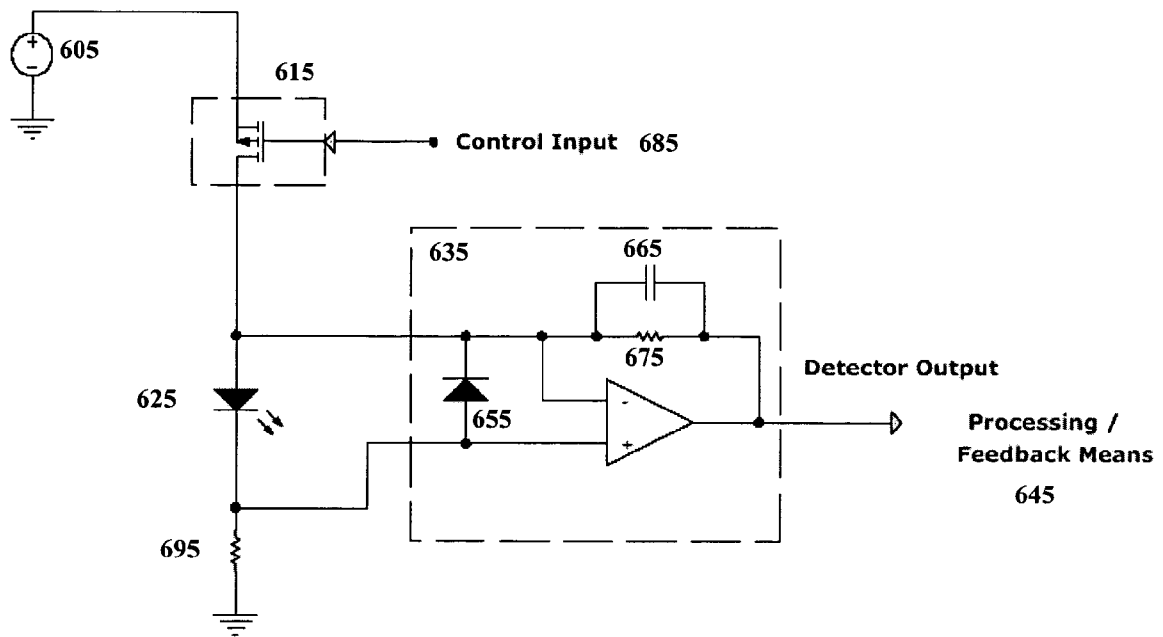 605
615
Control Input 685
635
665
675
Detector Output
625
655
Processing /
Feedback Means
645
695